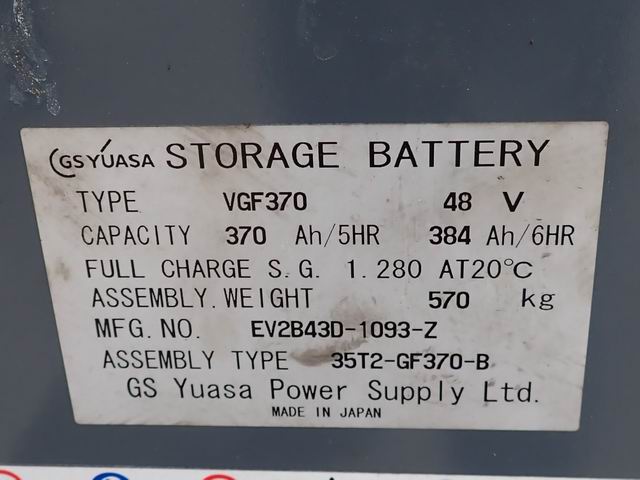 GS YUASA STORAGE BATTERY
TYPE VGF370 48 V
CAPACITY 370 Ah/5HR 384 Ah/6HR
FULL CHARGE S.G. 1.280 AT20°C
ASSEMBLY.WEIGHT 570 kg
MFG.NO. EV2B43D-1093-Z
ASSEMBLY TYPE 35T2-GF370-B
GS Yuasa Power Supply Ltd.
MADE IN JAPAN